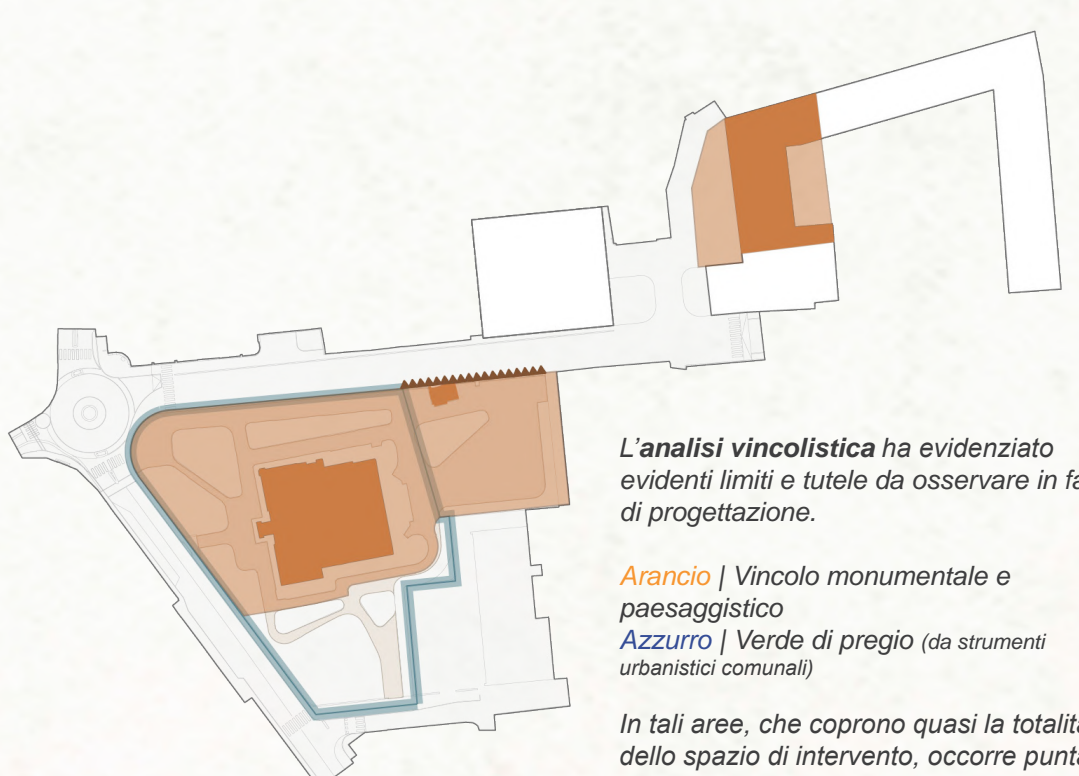 L'analisi vincolistica ha evidenziato
evidenti limiti e tutele da osservare in
di progettazione.
Arancio | Vincolo monumentale e
paesaggistico
Azzurro | Verde di pregio (da strumenti
urbanistici comunali)
In tali aree, che coprono quasi la
dello spazio di intervento, occorre